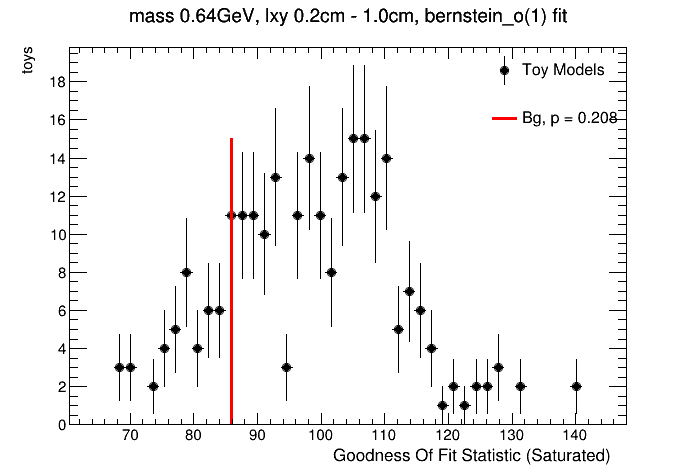 mass 0.64GeV, lxy 0.2cm - 1.0cm, bernstein_o(1) fit
toys
Toy Models
Bg, p = 0.208
18
16
14
12
10
8
6
4
2
0
70 80 90 100 110 120 130 140
Goodness Of Fit Statistic (Saturated)